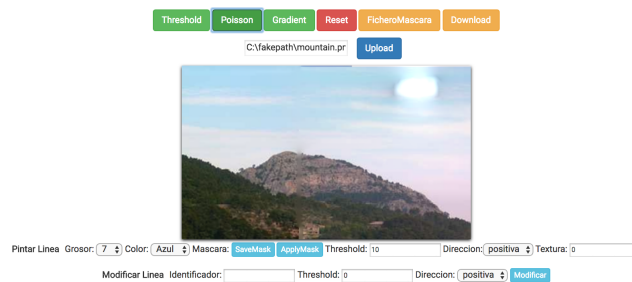 Threshold Poisson Gradient Reset FicheroMascara Download
C:\fakepath\mountain.pr Upload
Pintar Linea Grosor: 7 Color: Azul Mascara: SaveMask ApplyMask Threshold: 10 Direccion: positiva Textura: 0
Modificar Linea Identificador: Threshold: 0 Direccion: positiva Modificar